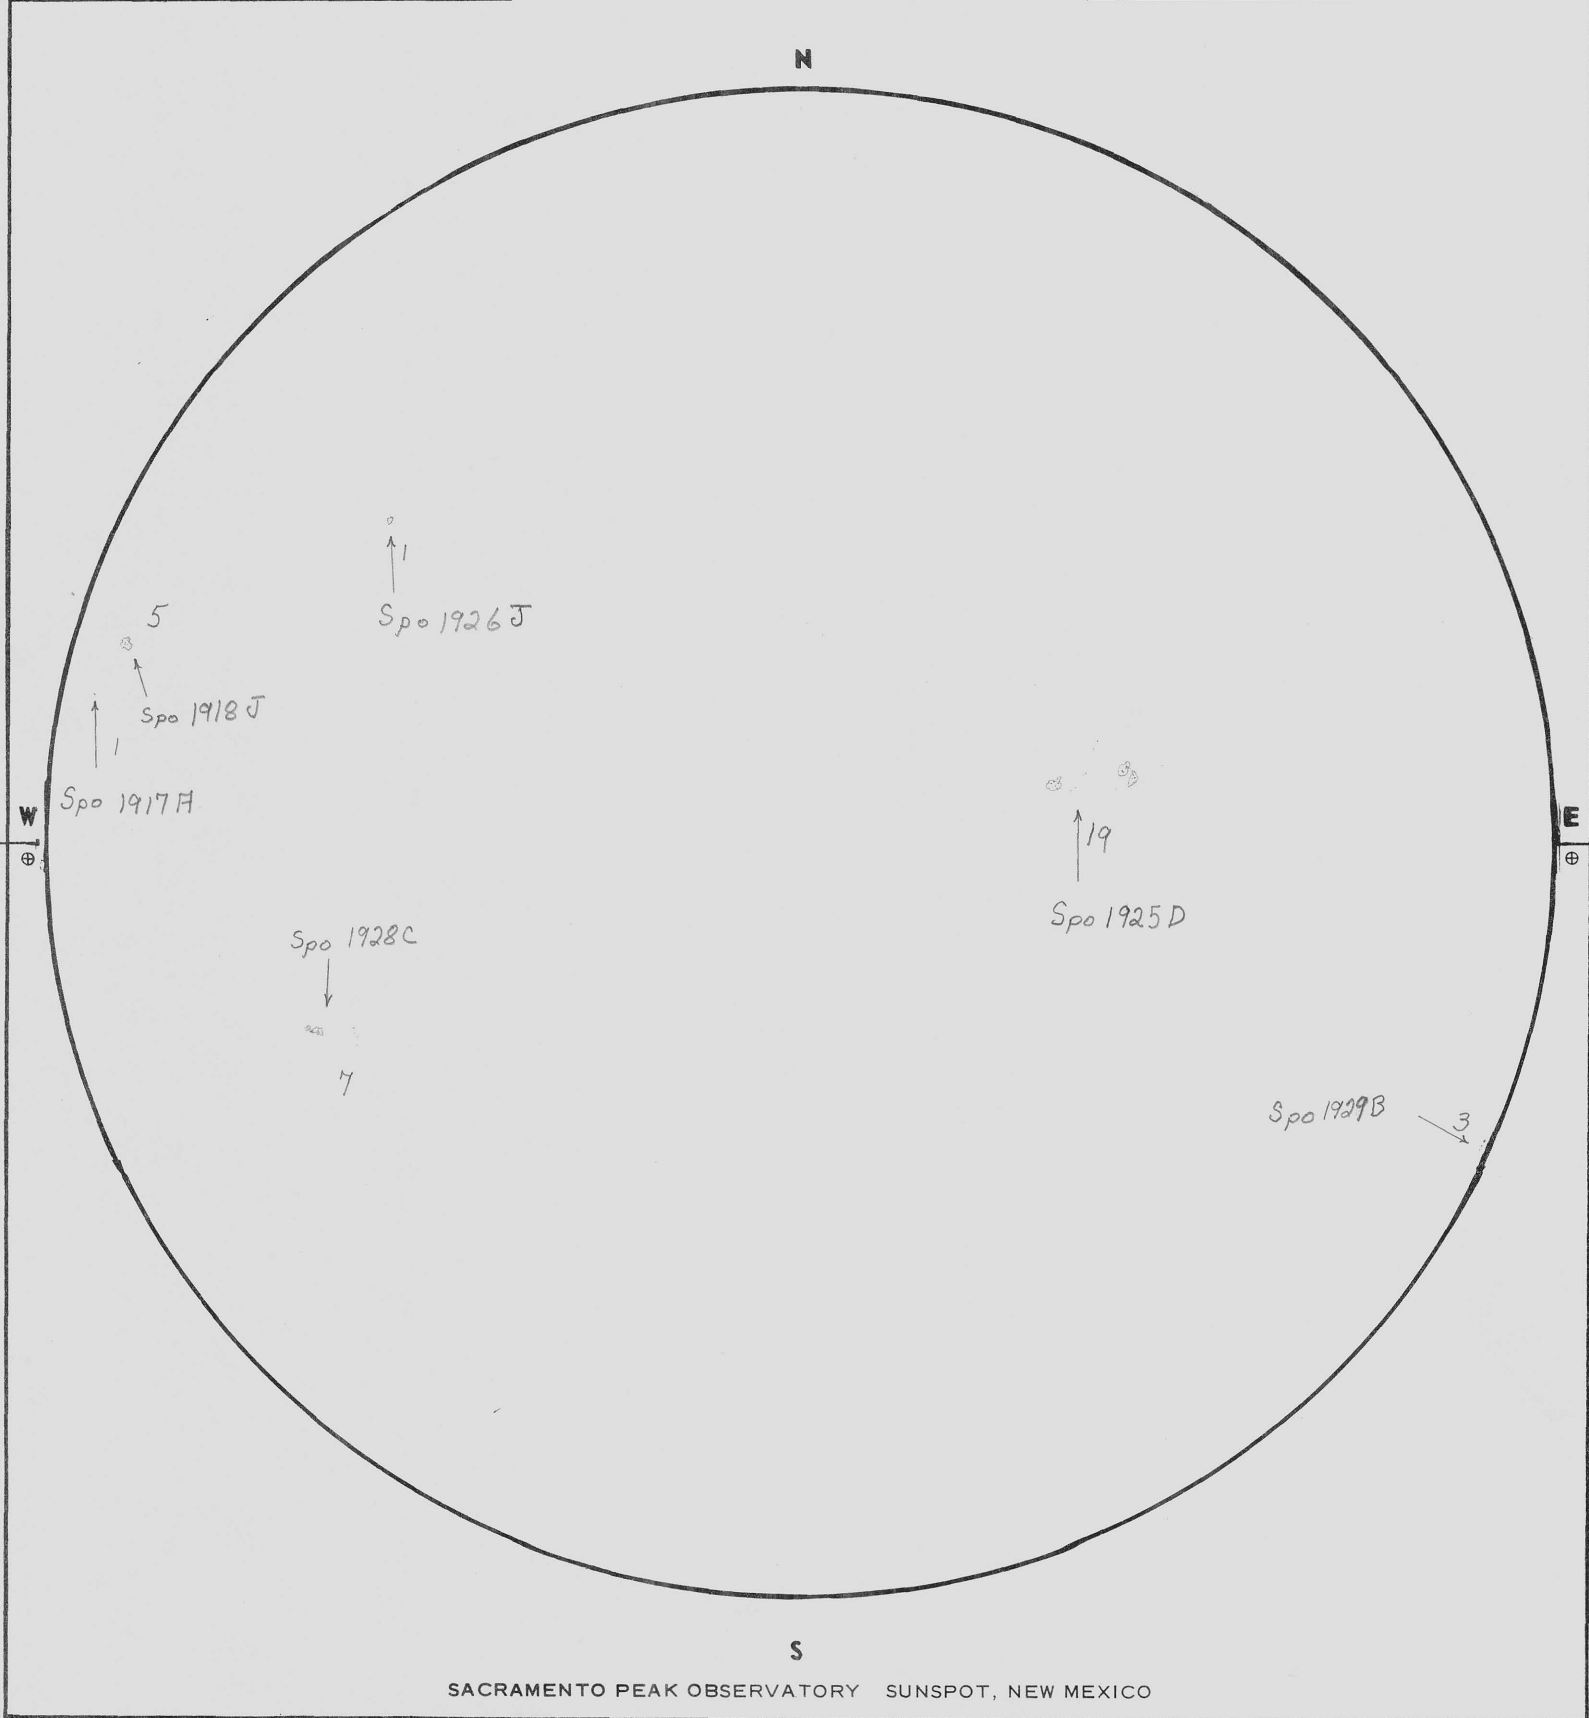 N
1
Spo 1926 J
5
Spo 1918 J
1
Spo 1917 A
W
E
⊕
⊕
19
Spo 1925 D
Spo 1928 C
7
Spo 1929 B
3
S
SACRAMENTO PEAK OBSERVATORY SUNSPOT, NEW MEXICO